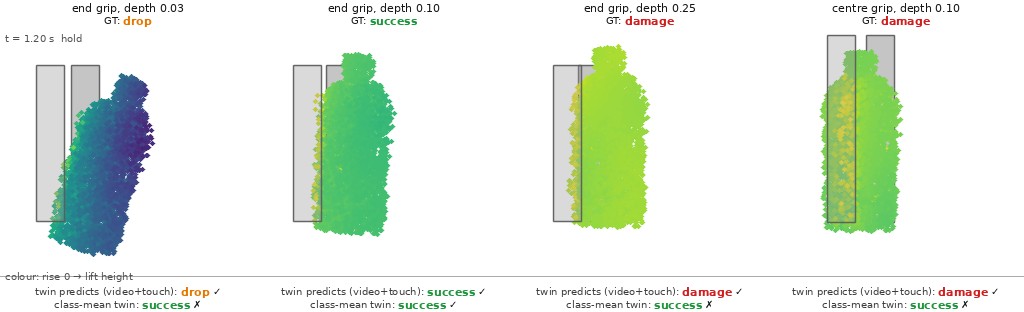 end grip, depth 0.03
GT: drop
end grip, depth 0.10
GT: success
end grip, depth 0.25
GT: damage
centre grip, depth 0.10
GT: damage
t = 1.20 s  hold
colour: rise 0 → lift height
twin predicts (video+touch): drop ✓
class-mean twin: success ✗
twin predicts (video+touch): success ✓
class-mean twin: success ✓
twin predicts (video+touch): damage ✓
class-mean twin: success ✗
twin predicts (video+touch): damage ✓
class-mean twin: success ✗